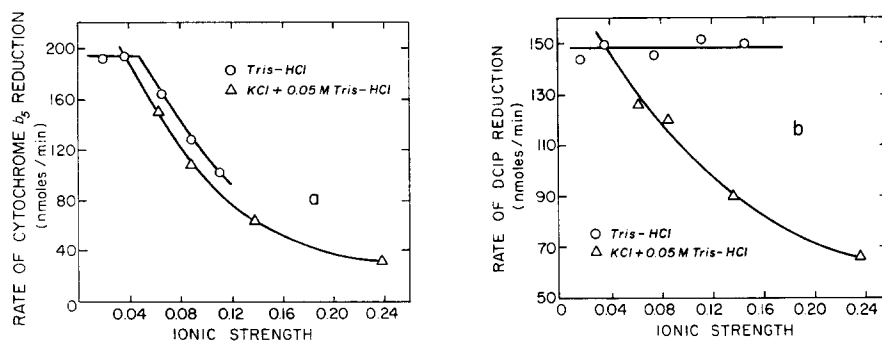 RATE OF CYTOCHROME b5 REDUCTION
(nmoles/min)
200
160
120
80
40
0
○ Tris-HCl
△ KCl + 0.05 M Tris-HCl
a
0.04 0.08 0.12 0.16 0.20 0.24
IONIC STRENGTH
RATE OF DCIP REDUCTION
(nmoles/min)
150
130
110
90
70
50
b
○ Tris-HCl
△ KCl + 0.05 M Tris-HCl
0 0.04 0.08 0.12 0.16 0.20 0.24
IONIC STRENGTH